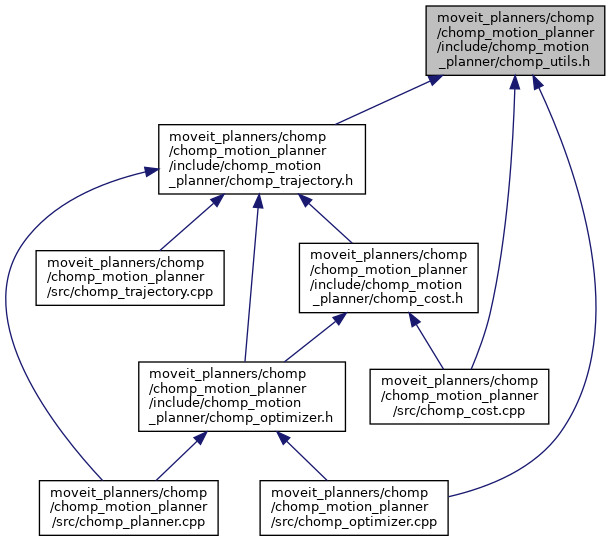 moveit_planners/chomp
/chomp_motion_planner
/include/chomp_motion
_planner/chomp_utils.h
moveit_planners/chomp
/chomp_motion_planner
/include/chomp_motion
_planner/chomp_trajectory.h
moveit_planners/chomp
/chomp_motion_planner
/src/chomp_trajectory.cpp
moveit_planners/chomp
/chomp_motion_planner
/include/chomp_motion
_planner/chomp_cost.h
moveit_planners/chomp
/chomp_motion_planner
/include/chomp_motion
_planner/chomp_optimizer.h
moveit_planners/chomp
/chomp_motion_planner
/src/chomp_cost.cpp
moveit_planners/chomp
/chomp_motion_planner
/src/chomp_planner.cpp
moveit_planners/chomp
/chomp_motion_planner
/src/chomp_optimizer.cpp